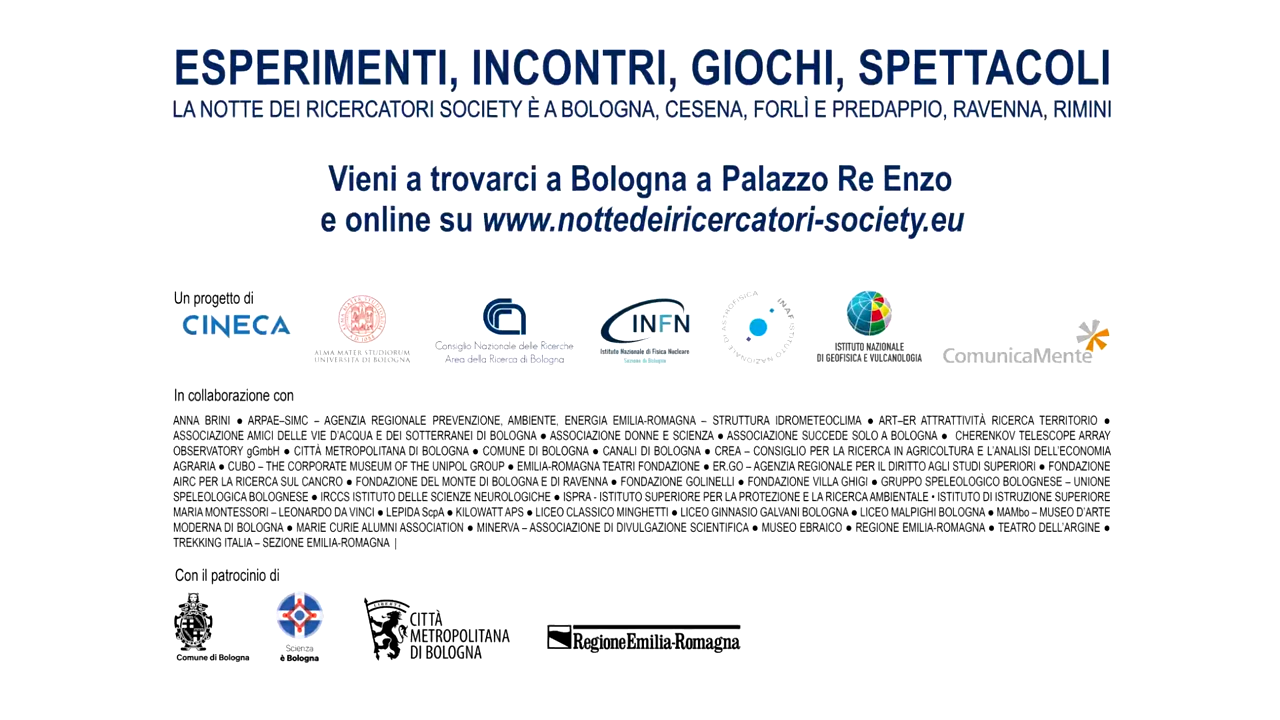 ESPERIMENTI, INCONTRI, GIOCHI, SPETTACOLI
LA NOTTE DEI RICERCATORI SOCIETY È A BOLOGNA, CESENA, FORLÌ E PREDAPPIO, RAVENNA, RIMINI
Vieni a trovarci a Bologna a Palazzo Re Enzo
e online su www.nottedeiricercatori-society.eu
Un progetto di
CINECA
ALMA MATER STUDIORUM
UNIVERSITÀ DI BOLOGNA
Consiglio Nazionale delle Ricerche
Area della Ricerca di Bologna
INFN
Istituto Nazionale di Fisica Nucleare
Sezione di Bologna
INAF ISTITUTO NAZIONALE DI ASTROFISICA
ISTITUTO NAZIONALE
DI GEOFISICA E VULCANOLOGIA
ComunicaMente
In collaborazione con
ANNA BRINI ● ARPAE–SIMC – AGENZIA REGIONALE PREVENZIONE, AMBIENTE, ENERGIA EMILIA-ROMAGNA – STRUTTURA IDROMETEOCLIMA ● ART–ER ATTRATTIVITÀ RICERCA TERRITORIO ●
ASSOCIAZIONE AMICI DELLE VIE D'ACQUA E DEI SOTTERRANEI DI BOLOGNA ● ASSOCIAZIONE DONNE E SCIENZA ● ASSOCIAZIONE SUCCEDE SOLO A BOLOGNA ● CHERENKOV TELESCOPE ARRAY
OBSERVATORY gGmbH ● CITTÀ METROPOLITANA DI BOLOGNA ● COMUNE DI BOLOGNA ● CANALI DI BOLOGNA ● CREA – CONSIGLIO PER LA RICERCA IN AGRICOLTURA E L'ANALISI DELL'ECONOMIA
AGRARIA ● CUBO – THE CORPORATE MUSEUM OF THE UNIPOL GROUP ● EMILIA-ROMAGNA TEATRI FONDAZIONE ● ER.GO – AGENZIA REGIONALE PER IL DIRITTO AGLI STUDI SUPERIORI ● FONDAZIONE
AIRC PER LA RICERCA SUL CANCRO ● FONDAZIONE DEL MONTE DI BOLOGNA E DI RAVENNA ● FONDAZIONE GOLINELLI ● FONDAZIONE VILLA GHIGI ● GRUPPO SPELEOLOGICO BOLOGNESE – UNIONE
SPELEOLOGICA BOLOGNESE ● IRCCS ISTITUTO DELLE SCIENZE NEUROLOGICHE ● ISPRA - ISTITUTO SUPERIORE PER LA PROTEZIONE E LA RICERCA AMBIENTALE • ISTITUTO DI ISTRUZIONE SUPERIORE
MARIA MONTESSORI – LEONARDO DA VINCI ● LEPIDA ScpA ● KILOWATT APS ● LICEO CLASSICO MINGHETTI ● LICEO GINNASIO GALVANI BOLOGNA ● LICEO MALPIGHI BOLOGNA ● MAMbo – MUSEO D'ARTE
MODERNA DI BOLOGNA ● MARIE CURIE ALUMNI ASSOCIATION ● MINERVA – ASSOCIAZIONE DI DIVULGAZIONE SCIENTIFICA ● MUSEO EBRAICO ● REGIONE EMILIA-ROMAGNA ● TEATRO DELL'ARGINE ●
TREKKING ITALIA – SEZIONE EMILIA-ROMAGNA |
Con il patrocinio di
Comune di Bologna
Scienza
è Bologna
CITTÀ
METROPOLITANA
DI BOLOGNA
RegioneEmilia-Romagna